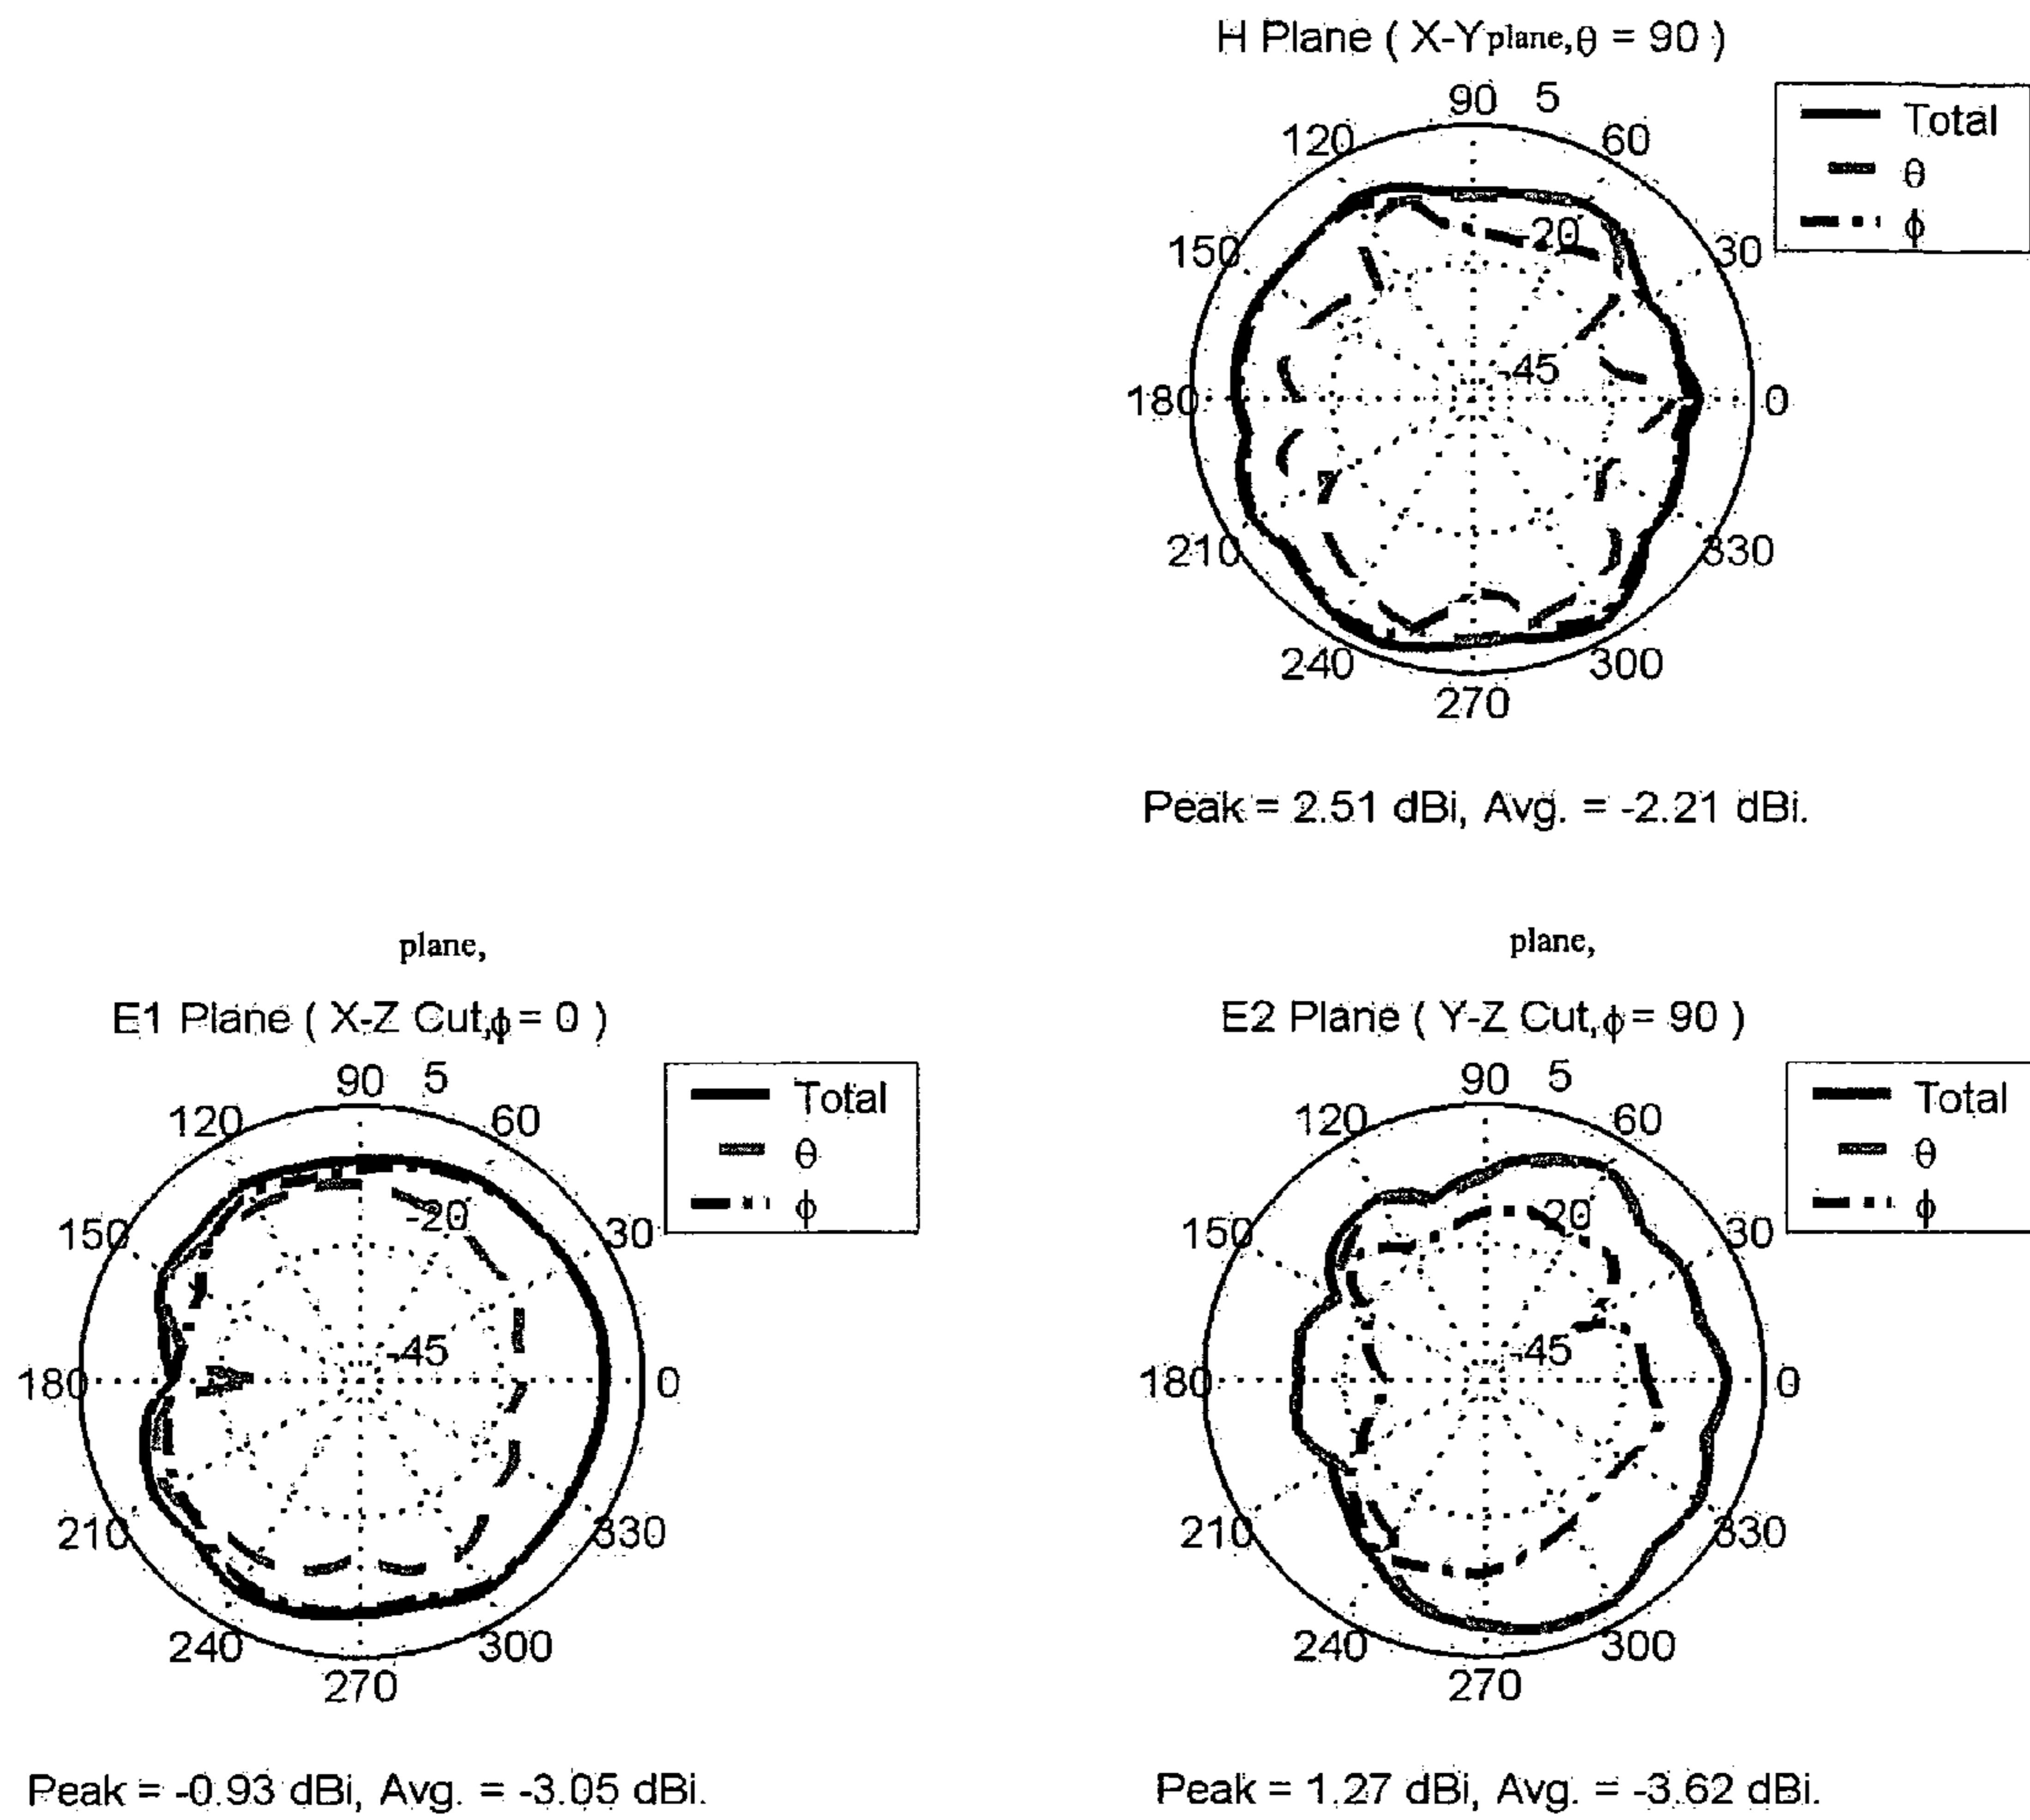 H Plane ( X-Y plane, θ = 90 )
90 5
120 60
Total
θ
ϕ
-20
150 30
-45
180 0
210 330
240 300
270
Peak = 2.51 dBi, Avg. = -2.21 dBi.
plane,
E1 Plane ( X-Z Cut, ϕ = 0 )
90 5
120 60
Total
θ
ϕ
-20
150 30
-45
180 0
210 330
240 300
270
Peak = -0.93 dBi, Avg. = -3.05 dBi.
plane,
E2 Plane ( Y-Z Cut, ϕ = 90 )
90 5
120 60
Total
θ
ϕ
-20
150 30
-45
180 0
210 330
240 300
270
Peak = 1.27 dBi, Avg. = -3.62 dBi.